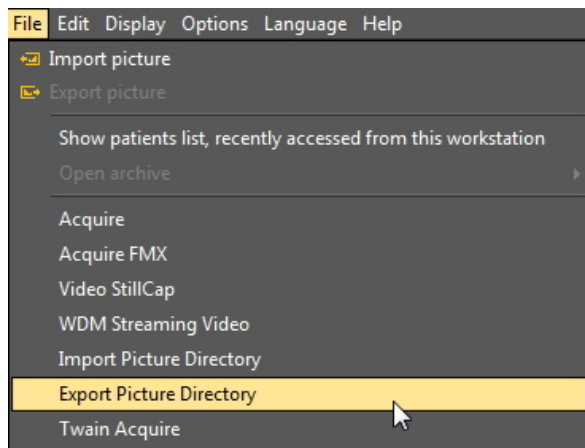 File Edit Display Options Language Help
Import picture
Export picture
Show patients list, recently accessed from this workstation
Open archive
Acquire
Acquire FMX
Video StillCap
WDM Streaming Video
Import Picture Directory
Export Picture Directory
Twain Acquire